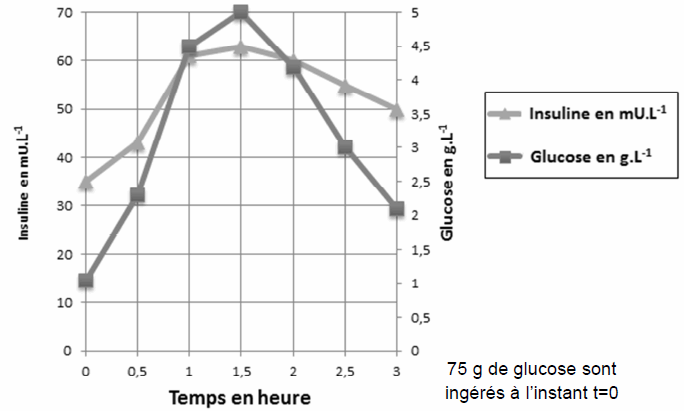 70
60
50
40
30
20
10
0
Insuline en mU.L-1
5
4,5
4
3,5
3
2,5
2
1,5
1
0,5
0
Glucose en g.L-1
0 0,5 1 1,5 2 2,5 3
Temps en heure
Insuline en mU.L-1
Glucose en g.L-1
75 g de glucose sont
ingérés à l'instant t=0